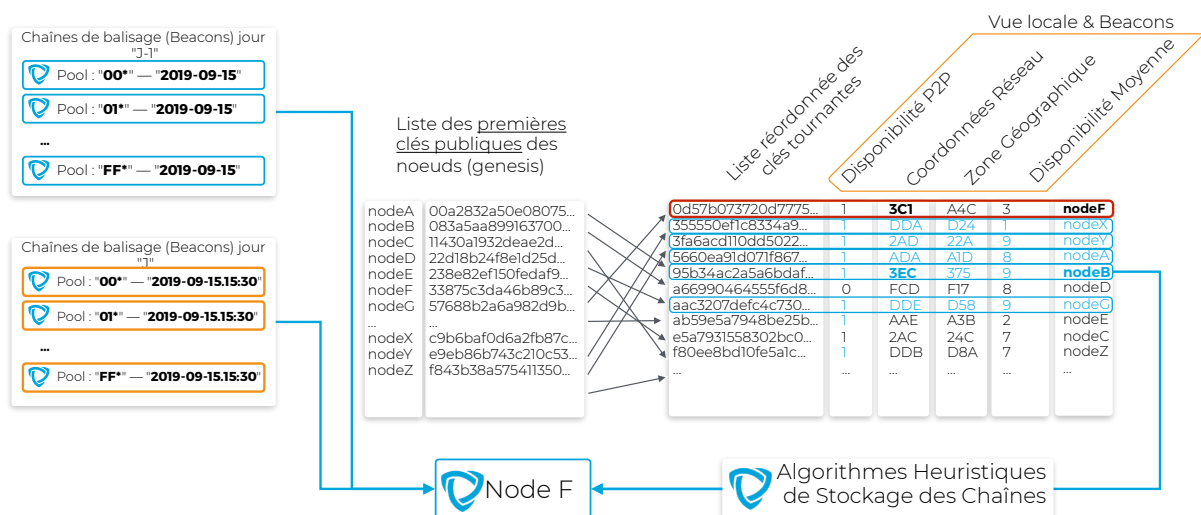 Vue locale & Beacons
Chaînes de balisage (Beacons) jour
"J-1"
Pool : "00*" — "2019-09-15"
Pool : "01*" — "2019-09-15"
...
Pool : "FF*" — "2019-09-15"
Chaînes de balisage (Beacons) jour
"J"
Pool : "00*" — "2019-09-15.15:30"
Pool : "01*" — "2019-09-15.15:30"
...
Pool : "FF*" — "2019-09-15.15:30"
Liste des premières
clés publiques des
noeuds (genesis)
nodeA 00a2832a50e08075...
nodeB 083a5aa899163700...
nodeC 11430a1932deae2d...
nodeD 22d18b24f8e1d25d...
nodeE 238e82ef150fedaf9...
nodeF 33875c3da46b89c3...
nodeG 57688b2a6a982d9b...
... ...
nodeX c9b6baf0d6a2fb87c...
nodeY e9eb86b743c210c53...
nodeZ f843b38a575411350...
Liste réordonnée des
clés tournantes
Disponibilité P2P
Coordonnées Réseau
Zone Géographique
Disponibilité Moyenne
0d57b073720d7775... 1 3C1 A4C 3 nodeF
355550ef1c8334a9... 1 DDA D24 1 nodeX
3fa6acd110dd5022... 1 2AD 22A 9 nodeY
5660ea91d071f867... 1 ADA A1D 8 nodeA
95b34ac2a5a6bdaf... 1 3EC 375 9 nodeB
a66990464555f6d8... 0 FCD F17 8 nodeD
aac3207defc4c730... 1 DDE D58 9 nodeG
ab59e5a7948be25b... 1 AAE A3B 2 nodeE
e5a7931558302bc0... 1 2AC 24C 7 nodeC
f80ee8bd10fe5a1c... 1 DDB D8A 7 nodeZ
... ... ... ... ... ...
Node F
Algorithmes Heuristiques
de Stockage des Chaînes